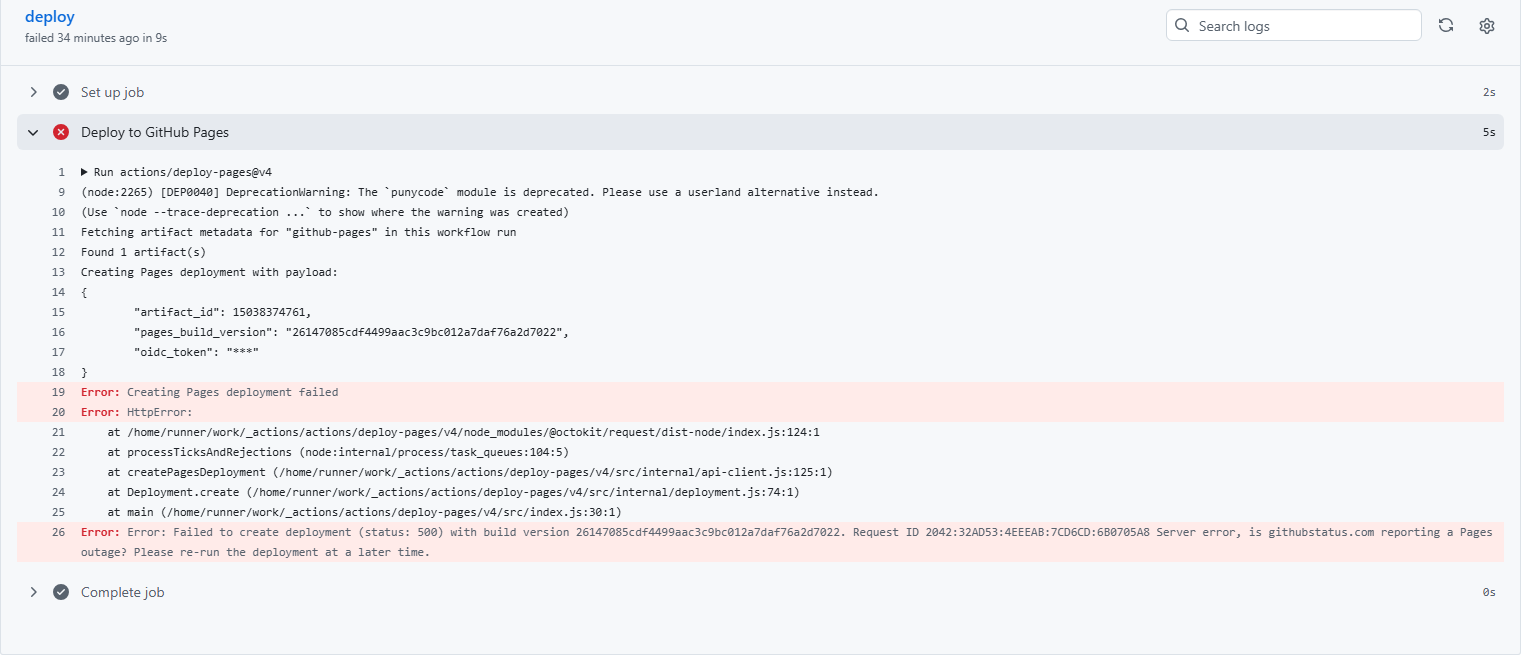 deploy
failed 34 minutes ago in 9s
Search logs
Set up job 2s
Deploy to GitHub Pages 5s
1 Run actions/deploy-pages@v4
9 (node:2265) [DEP0040] DeprecationWarning: The `punycode` module is deprecated. Please use a userland alternative instead.
10 (Use `node --trace-deprecation ...` to show where the warning was created)
11 Fetching artifact metadata for "github-pages" in this workflow run
12 Found 1 artifact(s)
13 Creating Pages deployment with payload:
14 {
15 "artifact_id": 15038374761,
16 "pages_build_version": "26147085cdf4499aac3c9bc012a7daf76a2d7022",
17 "oidc_token": "***"
18 }
19 Error: Creating Pages deployment failed
20 Error: HttpError:
21 at /home/runner/work/_actions/actions/deploy-pages/v4/node_modules/@octokit/request/dist-node/index.js:124:1
22 at processTicksAndRejections (node:internal/process/task_queues:104:5)
23 at createPagesDeployment (/home/runner/work/_actions/actions/deploy-pages/v4/src/internal/api-client.js:125:1)
24 at Deployment.create (/home/runner/work/_actions/actions/deploy-pages/v4/src/internal/deployment.js:74:1)
25 at main (/home/runner/work/_actions/actions/deploy-pages/v4/src/index.js:30:1)
26 Error: Error: Failed to create deployment (status: 500) with build version 26147085cdf4499aac3c9bc012a7daf76a2d7022. Request ID 2042:32AD53:4EEEAB:7CD6CD:6B0705A8 Server error, is githubstatus.com reporting a Pages
outage? Please re-run the deployment at a later time.
Complete job 0s